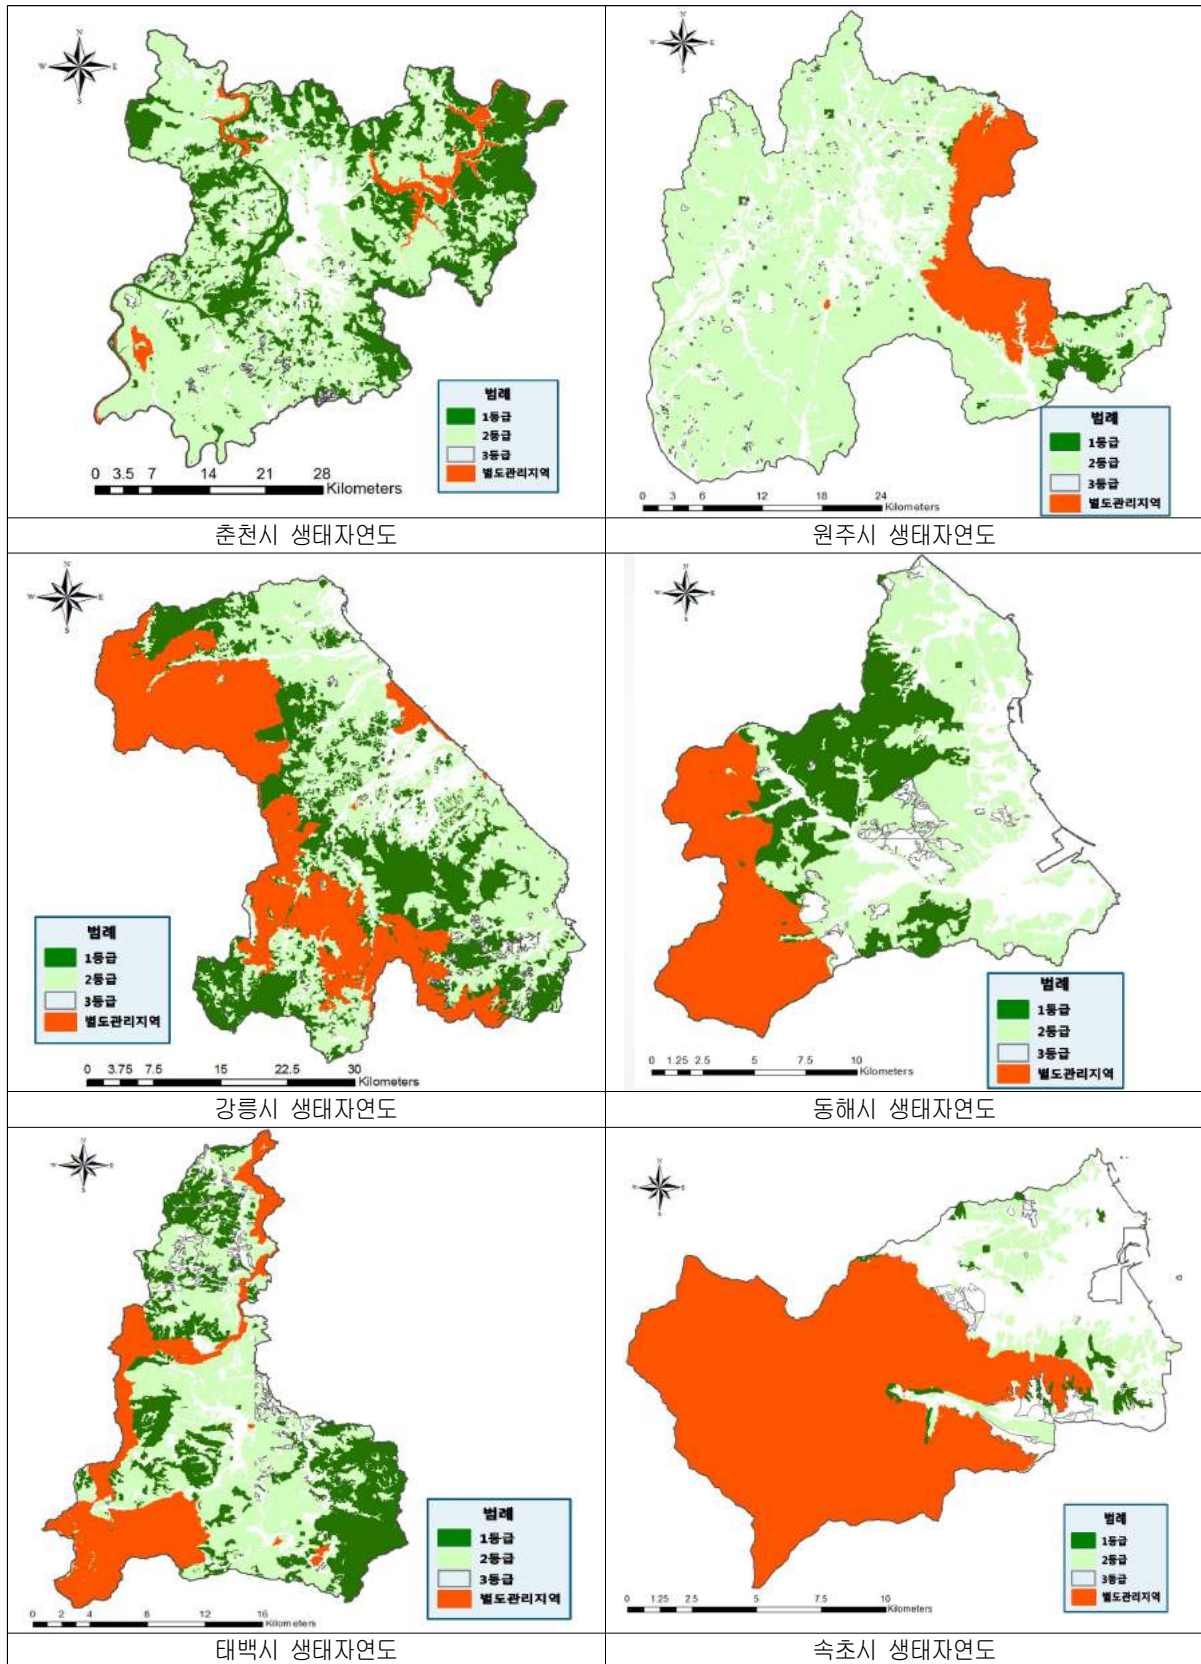 N
W E
S
범례
1등급
2등급
3등급
별도관리지역
0 3.5 7 14 21 28
Kilometers
춘천시 생태자연도
N
W E
S
범례
1등급
2등급
3등급
별도관리지역
0 3 6 12 18 24
Kilometers
원주시 생태자연도
N
W E
S
범례
1등급
2등급
3등급
별도관리지역
0 3.75 7.5 15 22.5 30
Kilometers
강릉시 생태자연도
N
W E
S
범례
1등급
2등급
3등급
별도관리지역
0 1.25 2.5 5 7.5 10
Kilometers
동해시 생태자연도
N
W E
S
범례
1등급
2등급
3등급
별도관리지역
0 2 4 8 12 16
Kilometers
태백시 생태자연도
N
W E
S
범례
1등급
2등급
3등급
별도관리지역
0 1.25 2.5 5 7.5 10
Kilometers
속초시 생태자연도